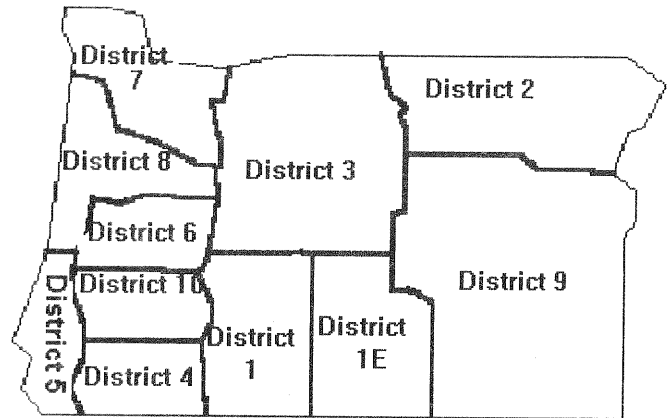 District
7
District 2
District 8
District 3
District 6
District 9
District 10
District 5
District
1
District
1E
District 4